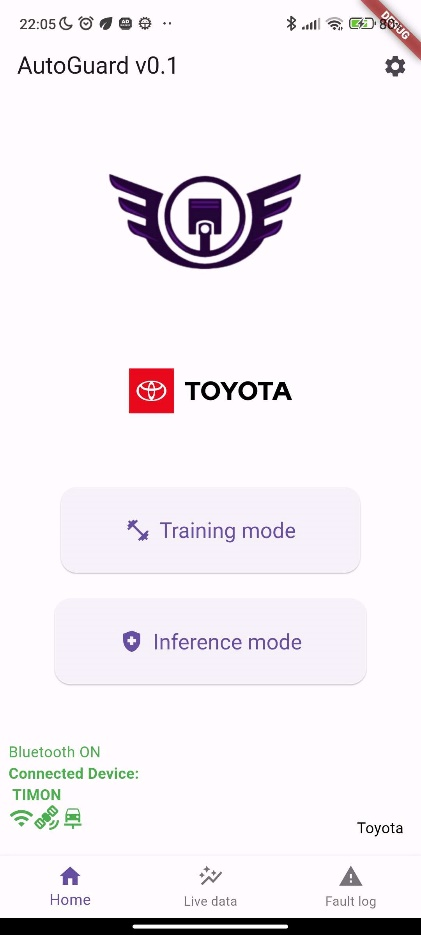 22:05
DEBUG
AutoGuard v0.1
TOYOTA
Training mode
Inference mode
Bluetooth ON
Connected Device:
TIMON
Toyota
Home
Live data
Fault log